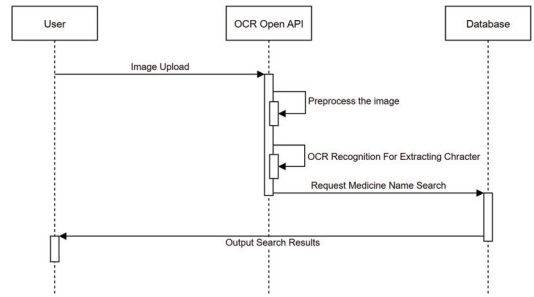 User
OCR Open API
Database
Image Upload
Preprocess the image
OCR Recognition For Extracting Chracter
Request Medicine Name Search
Output Search Results